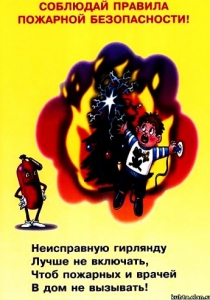 СОБЛЮДАЙ ПРАВИЛА
ПОЖАРНОЙ БЕЗОПАСНОСТИ!
Неисправную гирлянду
Лучше не включать,
Чтоб пожарных и врачей
В дом не вызывать!